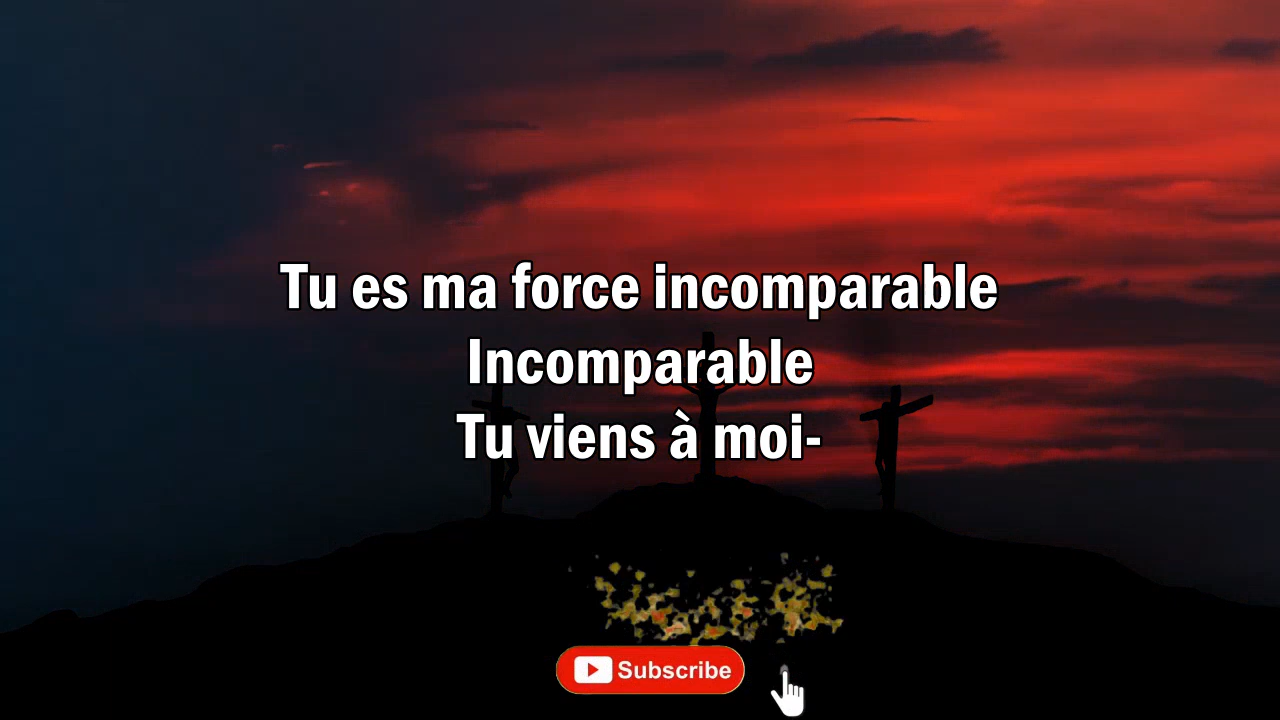 Tu es ma force incomparable
Incomparable
Tu viens à moi-
Subscribe